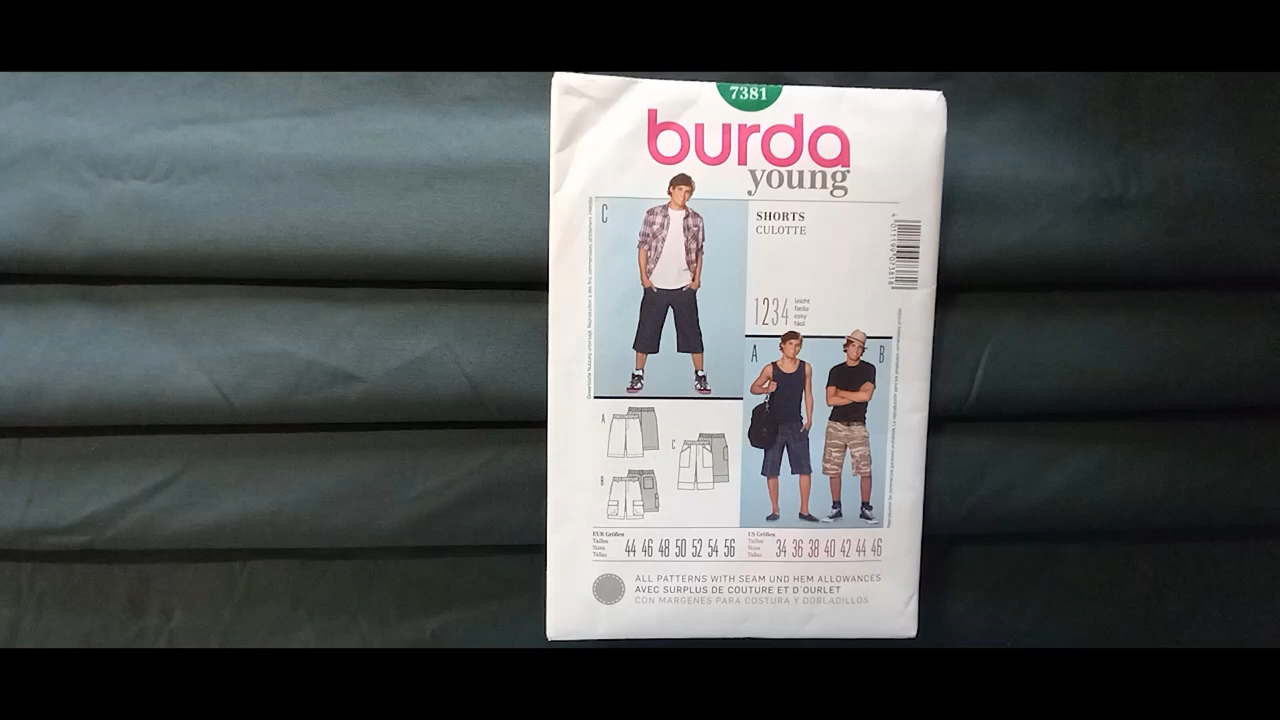 7381
burda
young
C
SHORTS
CULOTTE
1234
leicht
facile
easy
fácil
A
B
A
C
B
EUR Größen
Tailles
Sizes
Tallas
44 46 48 50 52 54 56
US Größen
Tailles
Sizes
Tallas
34 36 38 40 42 44 46
ALL PATTERNS WITH SEAM UND HEM ALLOWANCES
AVEC SURPLUS DE COUTURE ET D'OURLET
CON MARGENES PARA COSTURA Y DOBLADILLOS